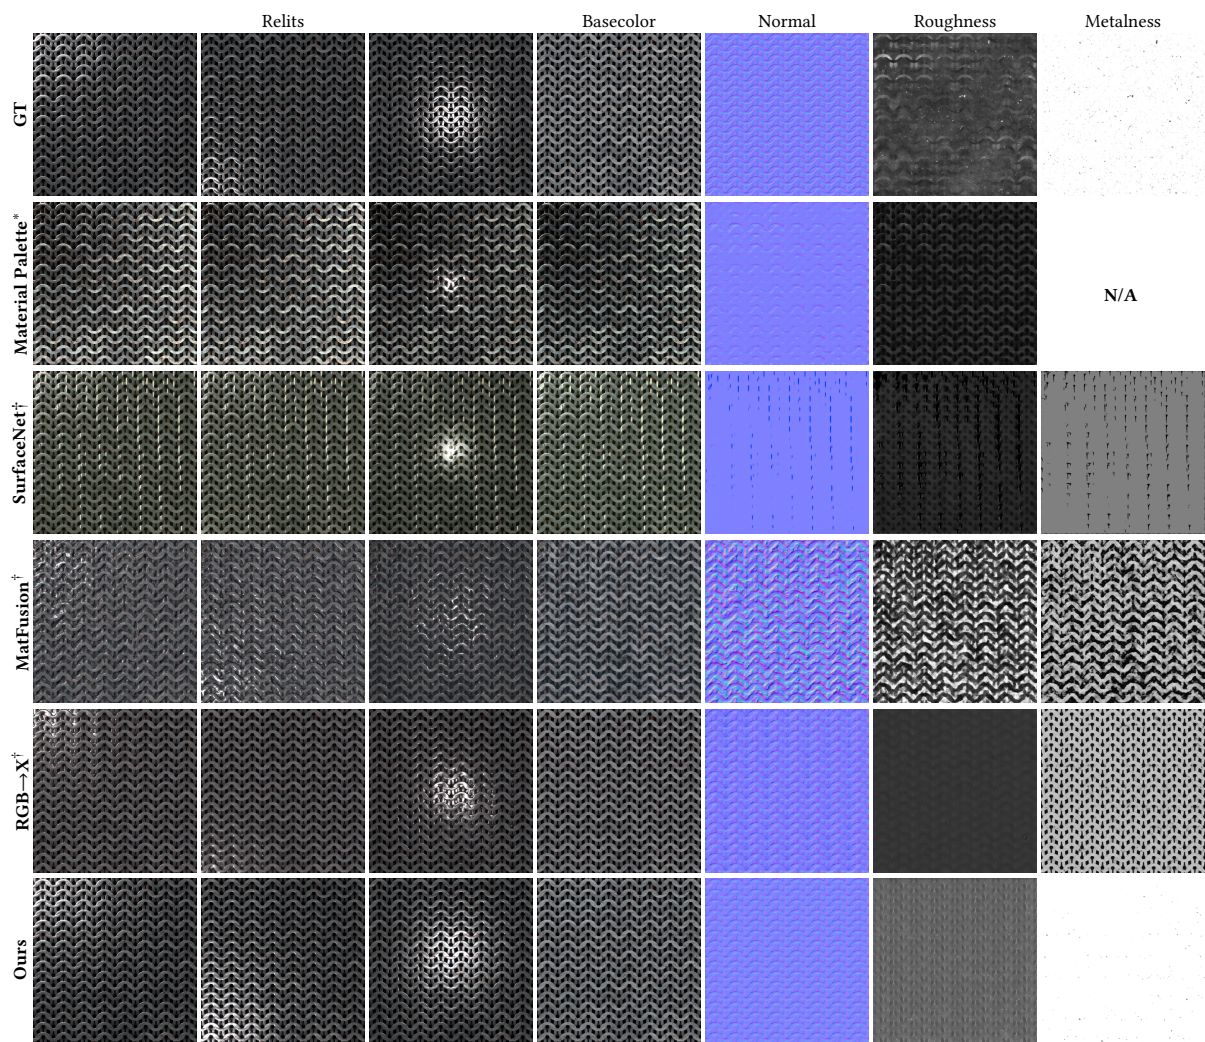 Relits Basecolor Normal Roughness Metalness
GT
Material Palette*
N/A
SurfaceNet†
MatFusion†
RGB→X†
Ours